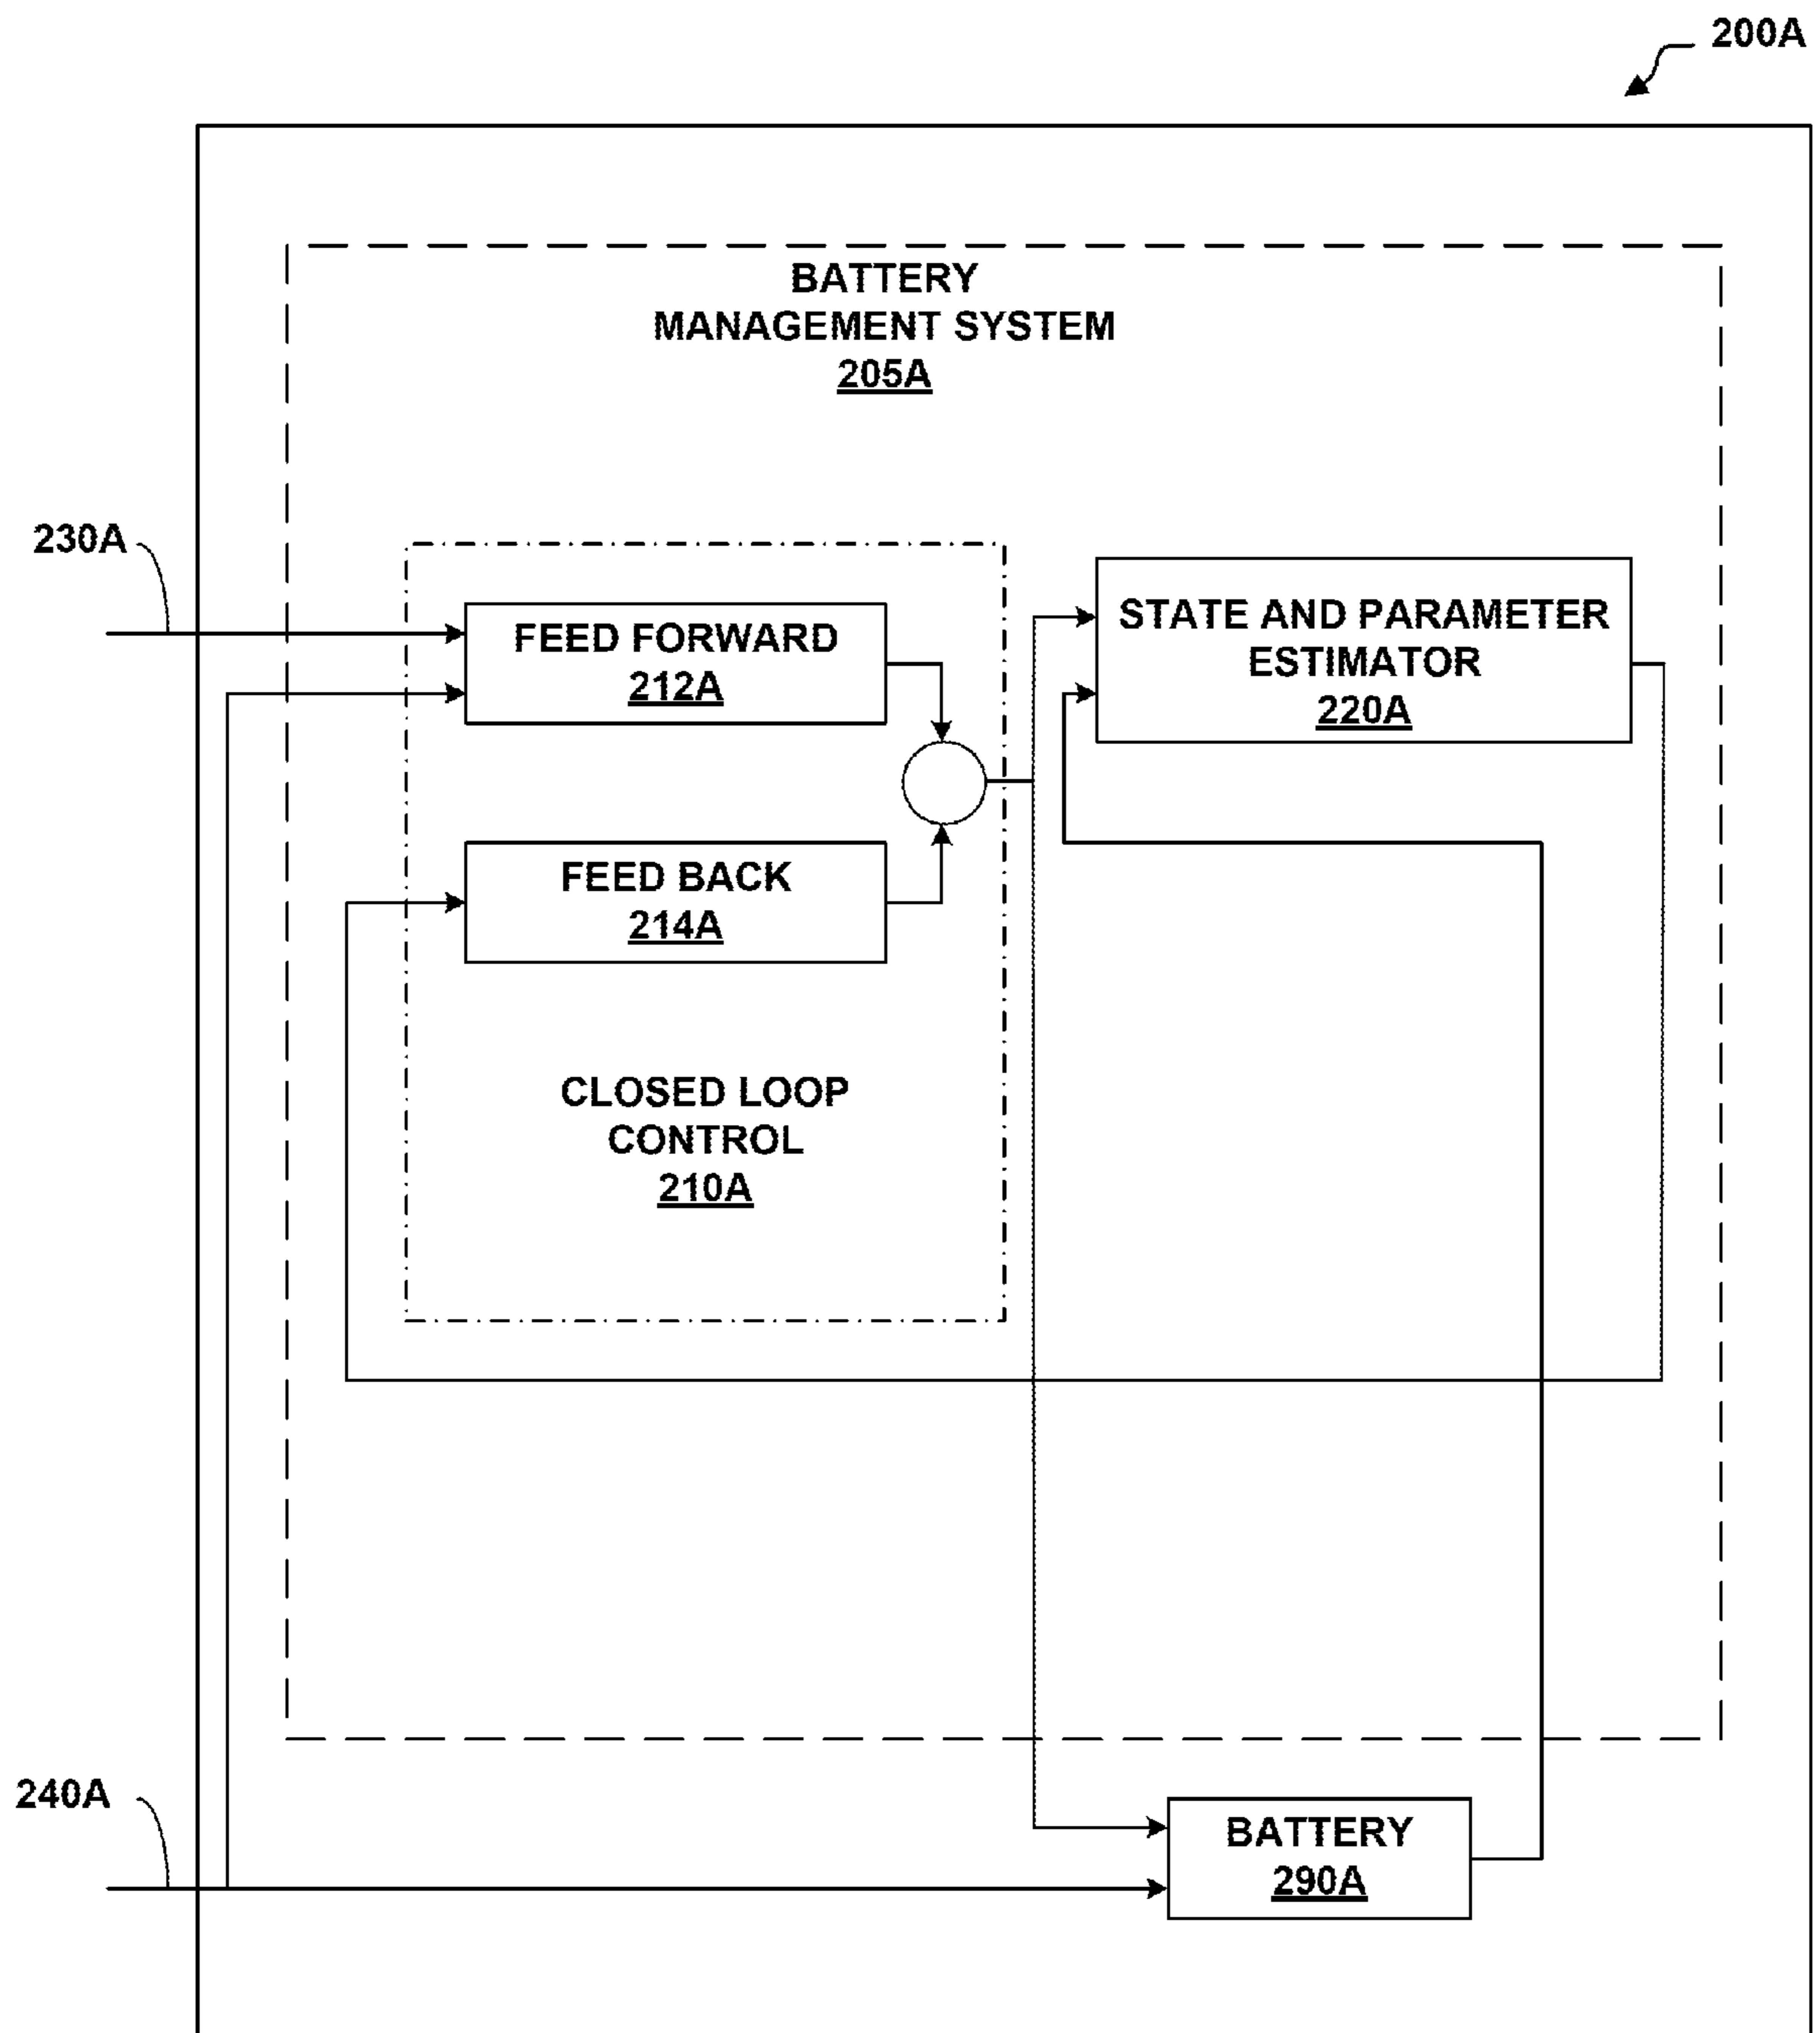 200A
BATTERY
MANAGEMENT SYSTEM
205A
230A
FEED FORWARD
212A
STATE AND PARAMETER
ESTIMATOR
220A
FEED BACK
214A
CLOSED LOOP
CONTROL
210A
240A
BATTERY
290A